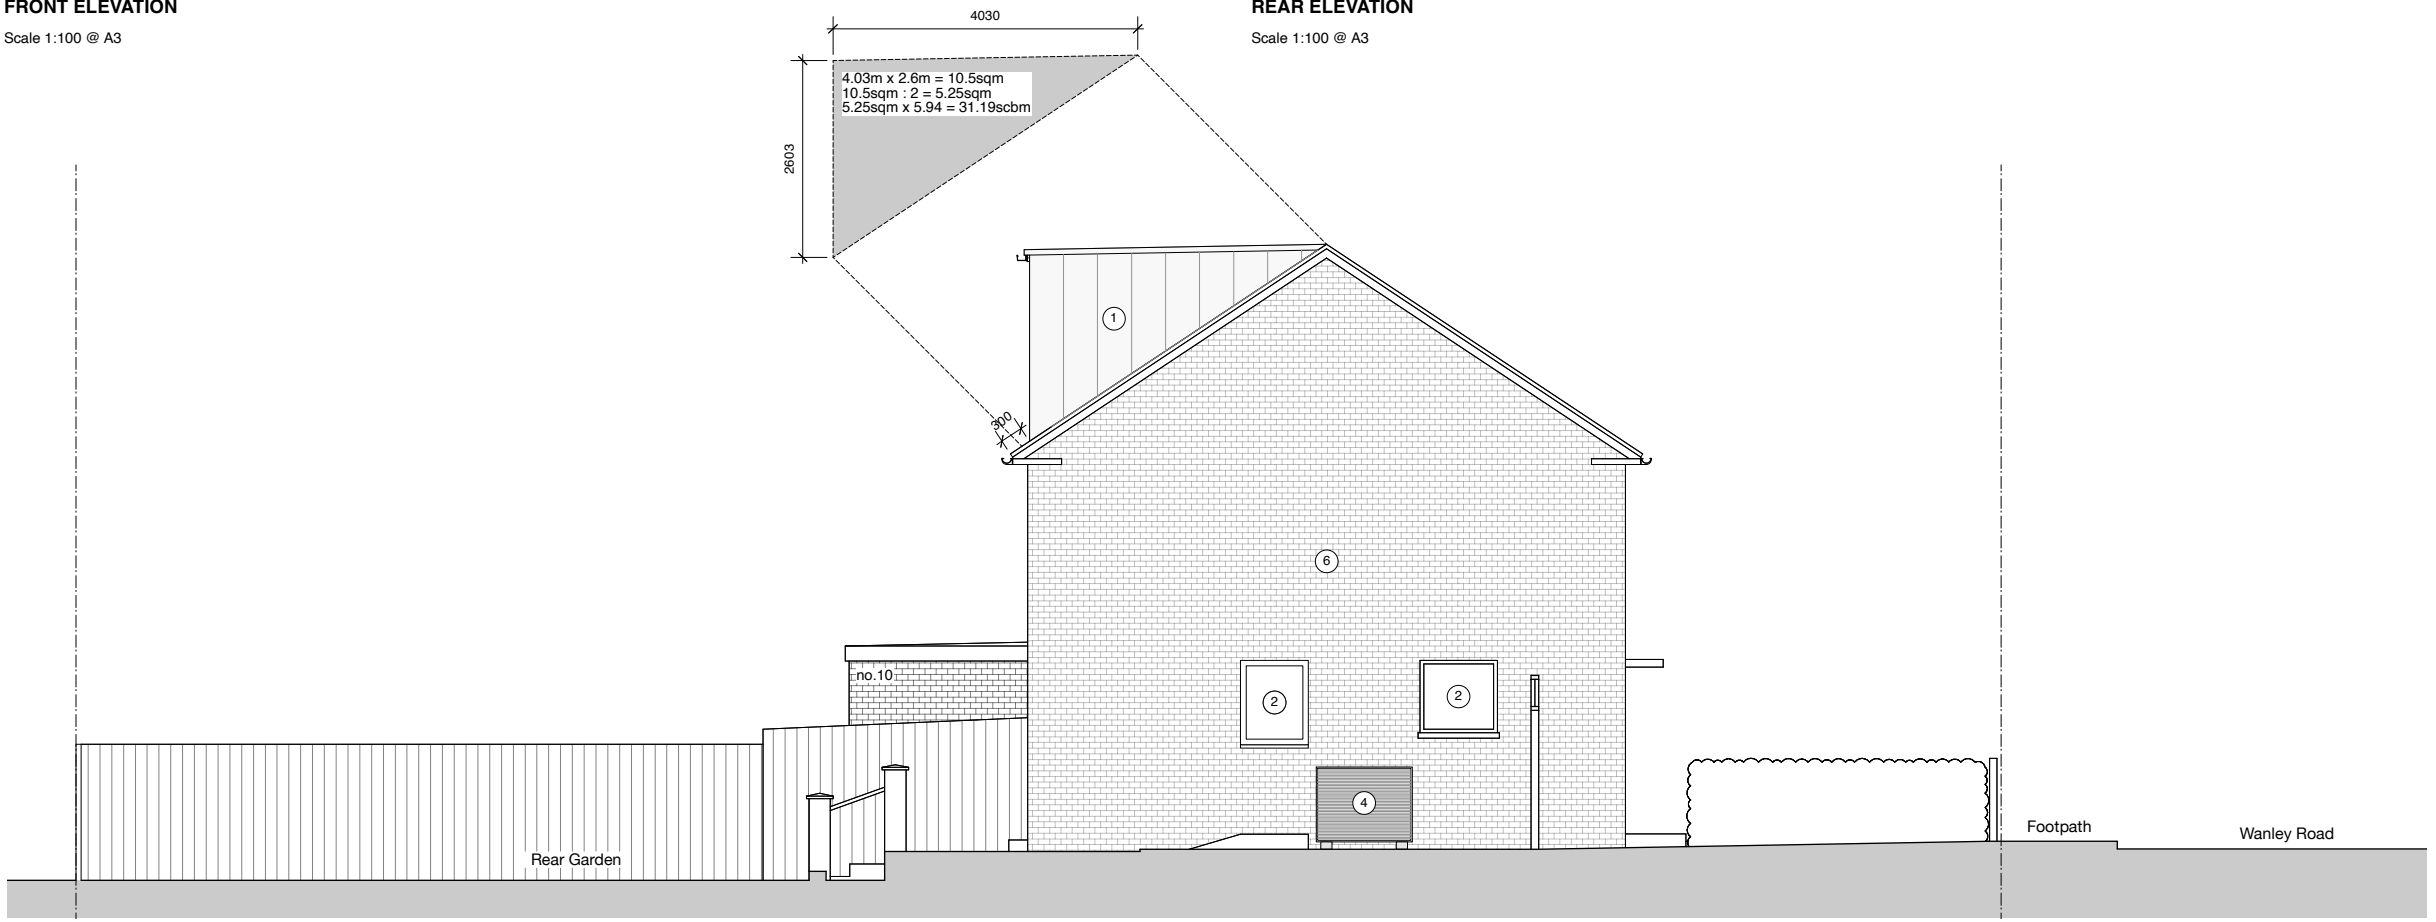 FRONT ELEVATION
Scale 1:100 @ A3
REAR ELEVATION
Scale 1:100 @ A3
4030
2603
4.03m x 2.6m = 10.5sqm
10.5sqm : 2 = 5.25sqm
5.25sqm x 5.94 = 31.19scbm
1
300
6
no.10
2
2
4
Rear Garden
Footpath
Wanley Road